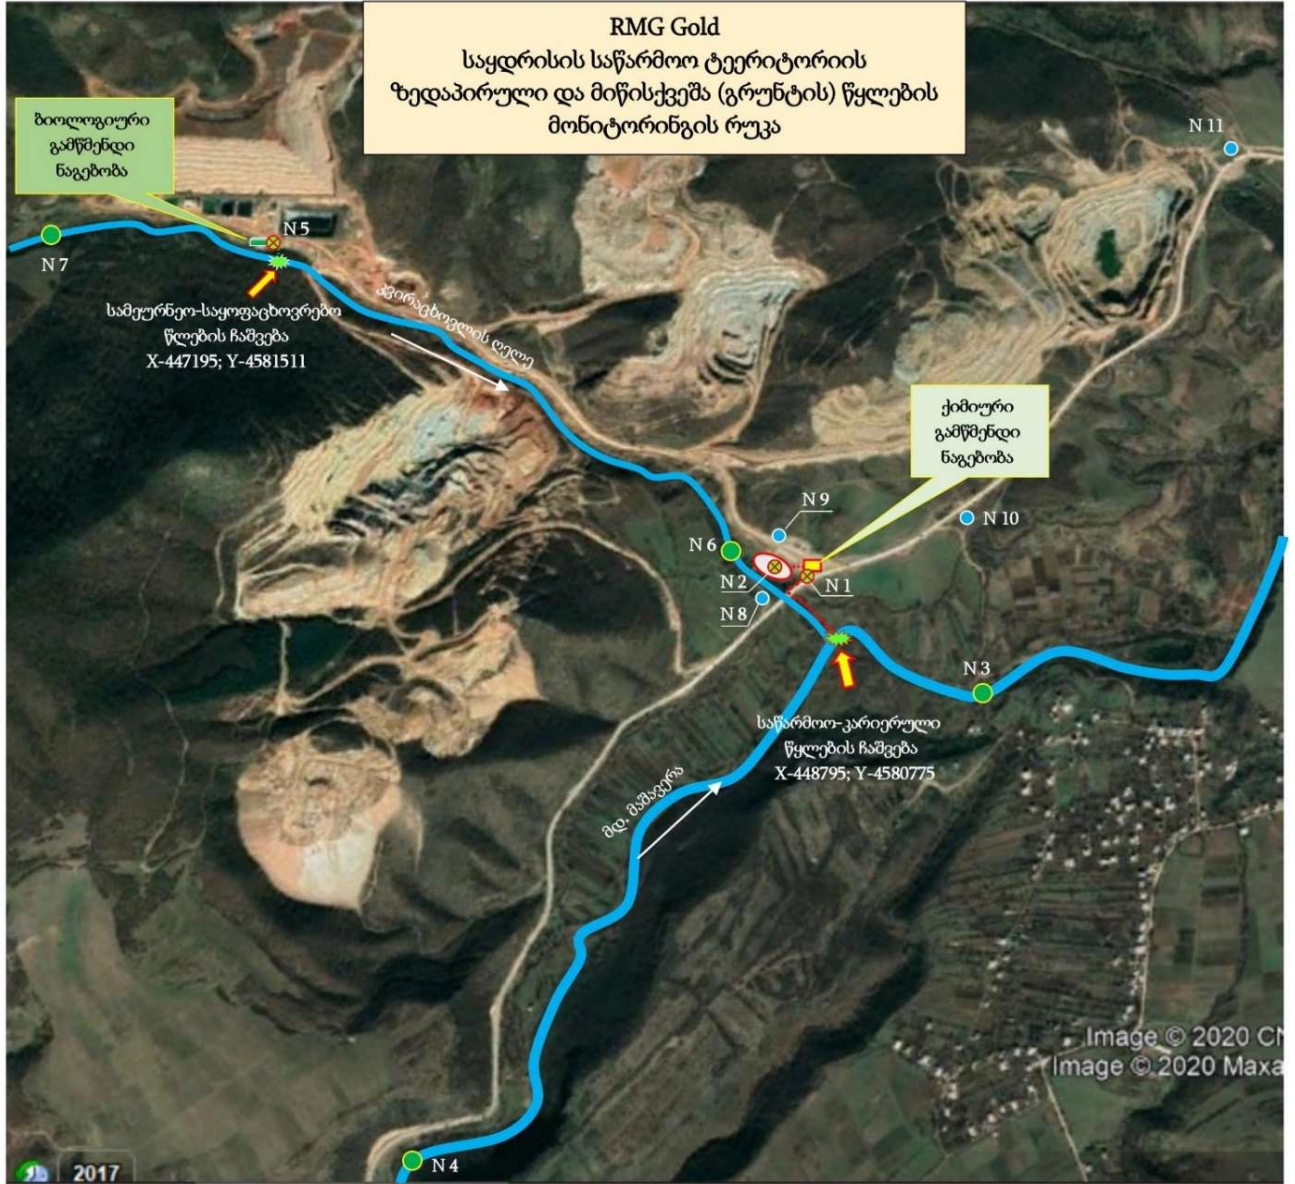 RMG Gold
საყდრისის საწარმოო ტეერიტორიის
ზედაპირული და მიწისქვეშა (გრუნტის) წყლების
მონიტორინგის რუკა
N 11
ბიოლოგიური
გამწმენდი
ნაგებობა
N 5
N 7
სამეურნეო-საყოფაცხოვრებო
წლების ჩაშვება
X-447195; Y-4581511
კვირაცხოვლის ღელე
ქიმიური
გამწმენდი
ნაგებობა
N 9
N 10
N 6
N 2
N 1
N 8
N 3
საწარმოო-კარიერული
წყლების ჩაშვება
X-448795; Y-4580775
მდ. მაშავერა
Image © 2020 CN
Image © 2020 Maxa
N 4
2017